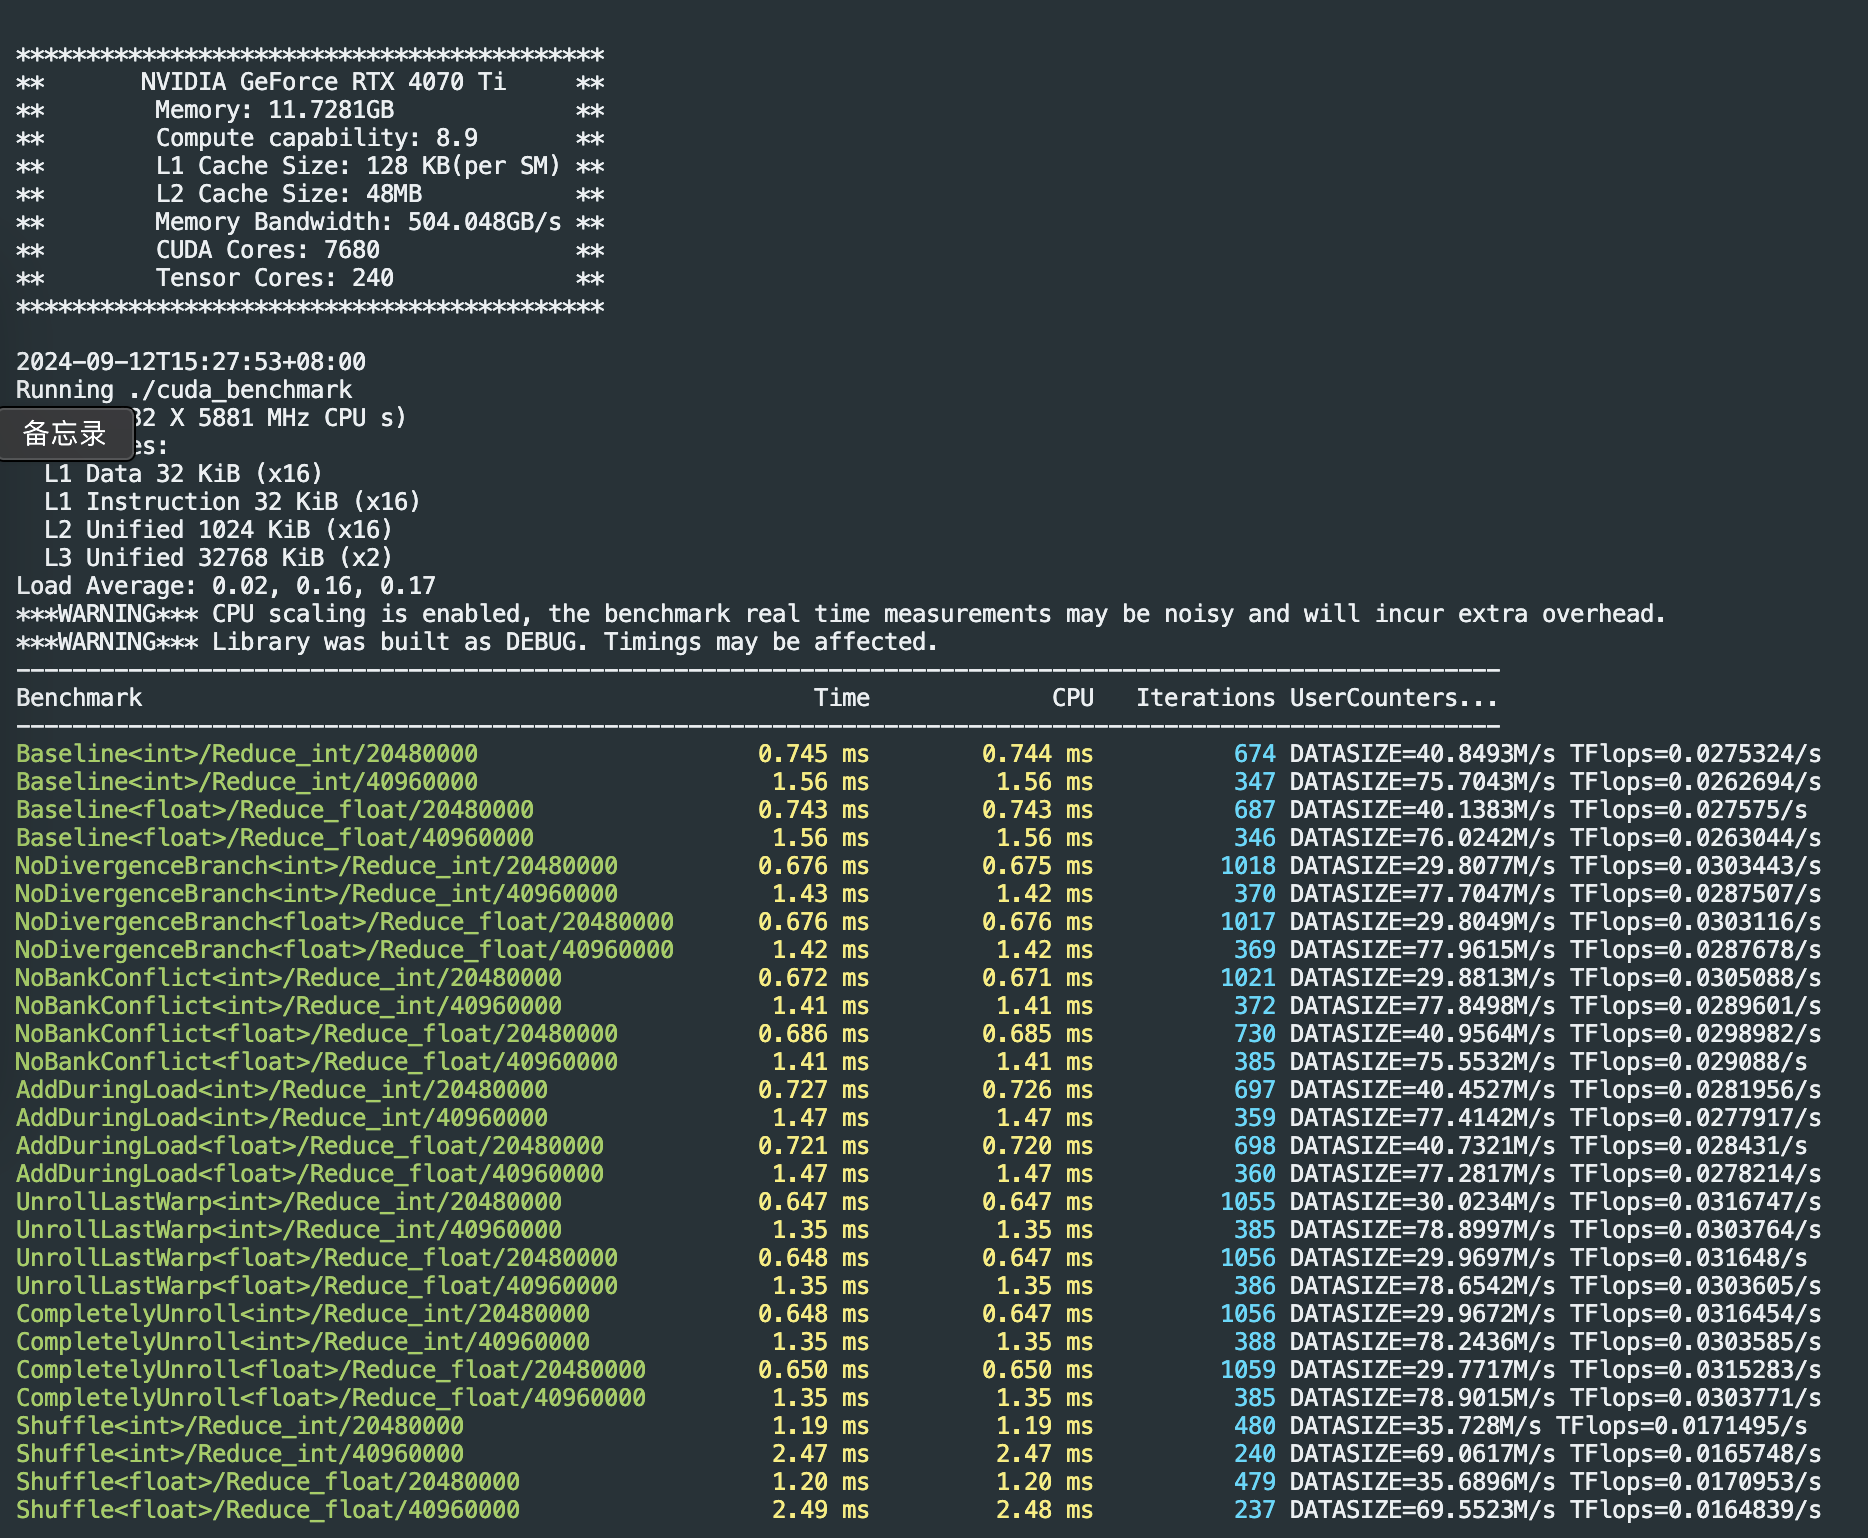 ******************************************
** NVIDIA GeForce RTX 4070 Ti **
** Memory: 11.7281GB **
** Compute capability: 8.9 **
** L1 Cache Size: 128 KB(per SM) **
** L2 Cache Size: 48MB **
** Memory Bandwidth: 504.048GB/s **
** CUDA Cores: 7680 **
** Tensor Cores: 240 **
******************************************
2024-09-12T15:27:53+08:00
Running ./cuda_benchmark
X 5881 MHz CPU s)
备忘录
L1 Data 32 KiB (x16)
L1 Instruction 32 KiB (x16)
L2 Unified 1024 KiB (x16)
L3 Unified 32768 KiB (x2)
Load Average: 0.02, 0.16, 0.17
***WARNING*** CPU scaling is enabled, the benchmark real time measurements may be noisy and will incur extra overhead.
***WARNING*** Library was built as DEBUG. Timings may be affected.
----------------------------------------------------------------------------------------------------------
Benchmark Time CPU Iterations UserCounters...
----------------------------------------------------------------------------------------------------------
Baseline<int>/Reduce_int/20480000 0.745 ms 0.744 ms 674 DATASIZE=40.8493M/s TFlops=0.0275324/s
Baseline<int>/Reduce_int/40960000 1.56 ms 1.56 ms 347 DATASIZE=75.7043M/s TFlops=0.0262694/s
Baseline<float>/Reduce_float/20480000 0.743 ms 0.743 ms 687 DATASIZE=40.1383M/s TFlops=0.027575/s
Baseline<float>/Reduce_float/40960000 1.56 ms 1.56 ms 346 DATASIZE=76.0242M/s TFlops=0.0263044/s
NoDivergenceBranch<int>/Reduce_int/20480000 0.676 ms 0.675 ms 1018 DATASIZE=29.8077M/s TFlops=0.0303443/s
NoDivergenceBranch<int>/Reduce_int/40960000 1.43 ms 1.42 ms 370 DATASIZE=77.7047M/s TFlops=0.0287507/s
NoDivergenceBranch<float>/Reduce_float/20480000 0.676 ms 0.676 ms 1017 DATASIZE=29.8049M/s TFlops=0.0303116/s
NoDivergenceBranch<float>/Reduce_float/40960000 1.42 ms 1.42 ms 369 DATASIZE=77.9615M/s TFlops=0.0287678/s
NoBankConflict<int>/Reduce_int/20480000 0.672 ms 0.671 ms 1021 DATASIZE=29.8813M/s TFlops=0.0305088/s
NoBankConflict<int>/Reduce_int/40960000 1.41 ms 1.41 ms 372 DATASIZE=77.8498M/s TFlops=0.0289601/s
NoBankConflict<float>/Reduce_float/20480000 0.686 ms 0.685 ms 730 DATASIZE=40.9564M/s TFlops=0.0298982/s
NoBankConflict<float>/Reduce_float/40960000 1.41 ms 1.41 ms 385 DATASIZE=75.5532M/s TFlops=0.029088/s
AddDuringLoad<int>/Reduce_int/20480000 0.727 ms 0.726 ms 697 DATASIZE=40.4527M/s TFlops=0.0281956/s
AddDuringLoad<int>/Reduce_int/40960000 1.47 ms 1.47 ms 359 DATASIZE=77.4142M/s TFlops=0.0277917/s
AddDuringLoad<float>/Reduce_float/20480000 0.721 ms 0.720 ms 698 DATASIZE=40.7321M/s TFlops=0.028431/s
AddDuringLoad<float>/Reduce_float/40960000 1.47 ms 1.47 ms 360 DATASIZE=77.2817M/s TFlops=0.0278214/s
UnrollLastWarp<int>/Reduce_int/20480000 0.647 ms 0.647 ms 1055 DATASIZE=30.0234M/s TFlops=0.0316747/s
UnrollLastWarp<int>/Reduce_int/40960000 1.35 ms 1.35 ms 385 DATASIZE=78.8997M/s TFlops=0.0303764/s
UnrollLastWarp<float>/Reduce_float/20480000 0.648 ms 0.647 ms 1056 DATASIZE=29.9697M/s TFlops=0.031648/s
UnrollLastWarp<float>/Reduce_float/40960000 1.35 ms 1.35 ms 386 DATASIZE=78.6542M/s TFlops=0.0303605/s
CompletelyUnroll<int>/Reduce_int/20480000 0.648 ms 0.647 ms 1056 DATASIZE=29.9672M/s TFlops=0.0316454/s
CompletelyUnroll<int>/Reduce_int/40960000 1.35 ms 1.35 ms 388 DATASIZE=78.2436M/s TFlops=0.0303585/s
CompletelyUnroll<float>/Reduce_float/20480000 0.650 ms 0.650 ms 1059 DATASIZE=29.7717M/s TFlops=0.0315283/s
CompletelyUnroll<float>/Reduce_float/40960000 1.35 ms 1.35 ms 385 DATASIZE=78.9015M/s TFlops=0.0303771/s
Shuffle<int>/Reduce_int/20480000 1.19 ms 1.19 ms 480 DATASIZE=35.728M/s TFlops=0.0171495/s
Shuffle<int>/Reduce_int/40960000 2.47 ms 2.47 ms 240 DATASIZE=69.0617M/s TFlops=0.0165748/s
Shuffle<float>/Reduce_float/20480000 1.20 ms 1.20 ms 479 DATASIZE=35.6896M/s TFlops=0.0170953/s
Shuffle<float>/Reduce_float/40960000 2.49 ms 2.48 ms 237 DATASIZE=69.5523M/s TFlops=0.0164839/s